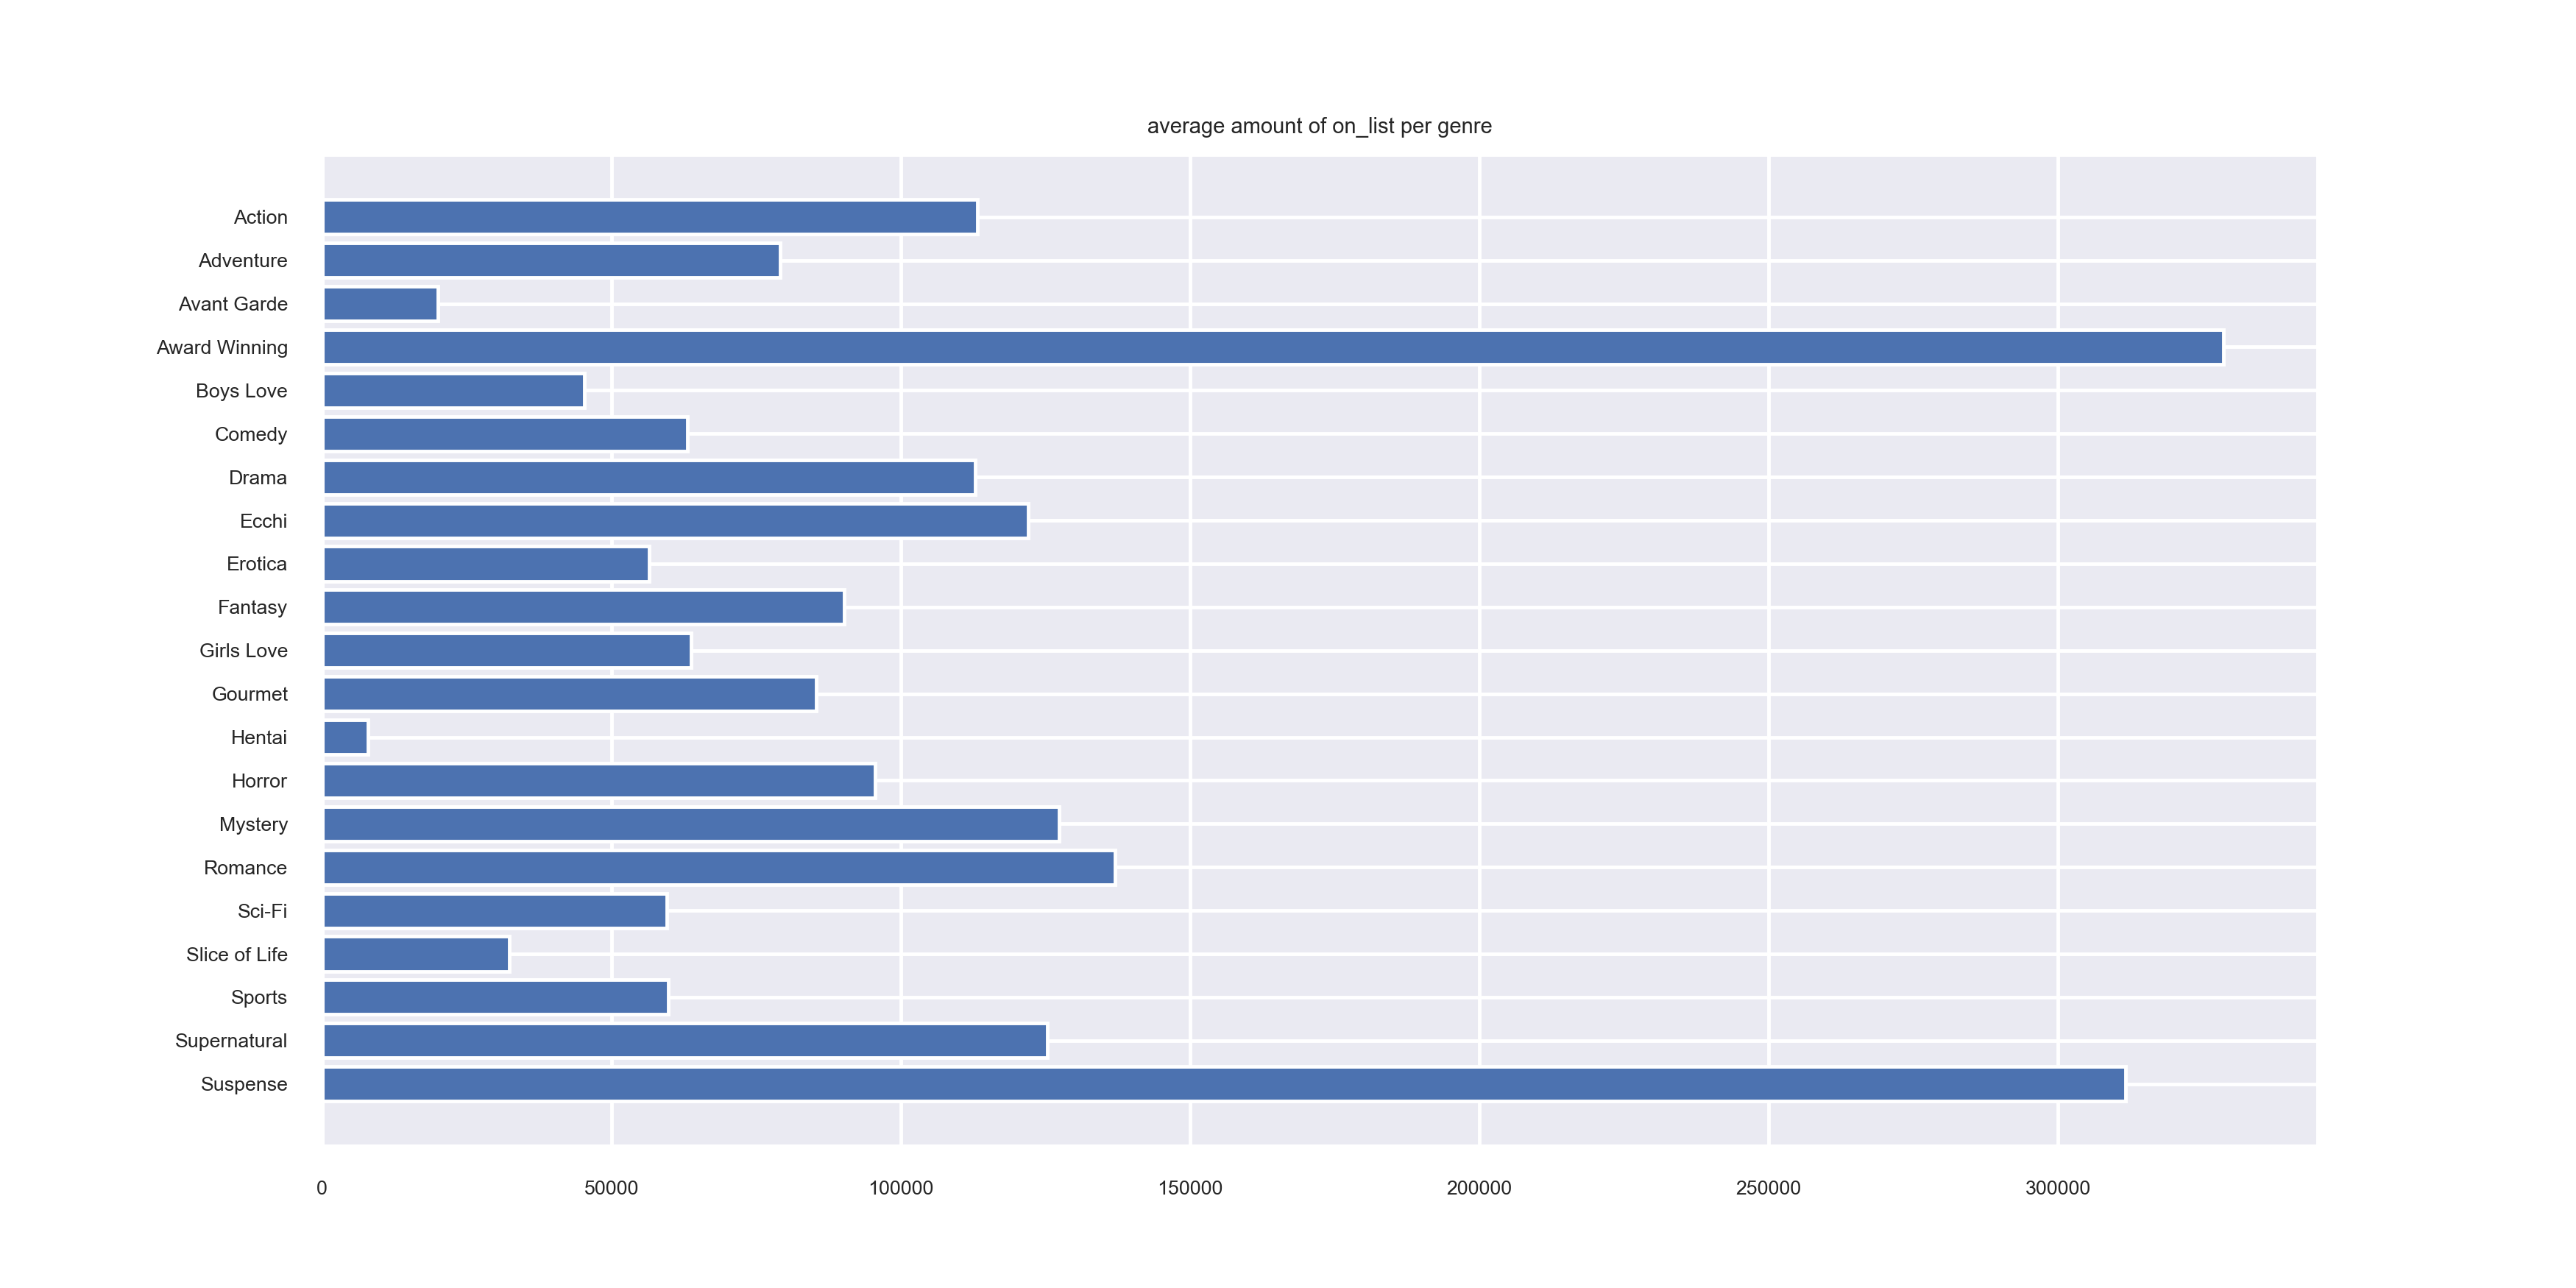 average amount of on_list per genre
Action
Adventure
Avant Garde
Award Winning
Boys Love
Comedy
Drama
Ecchi
Erotica
Fantasy
Girls Love
Gourmet
Hentai
Horror
Mystery
Romance
Sci-Fi
Slice of Life
Sports
Supernatural
Suspense
0 50000 100000 150000 200000 250000 300000